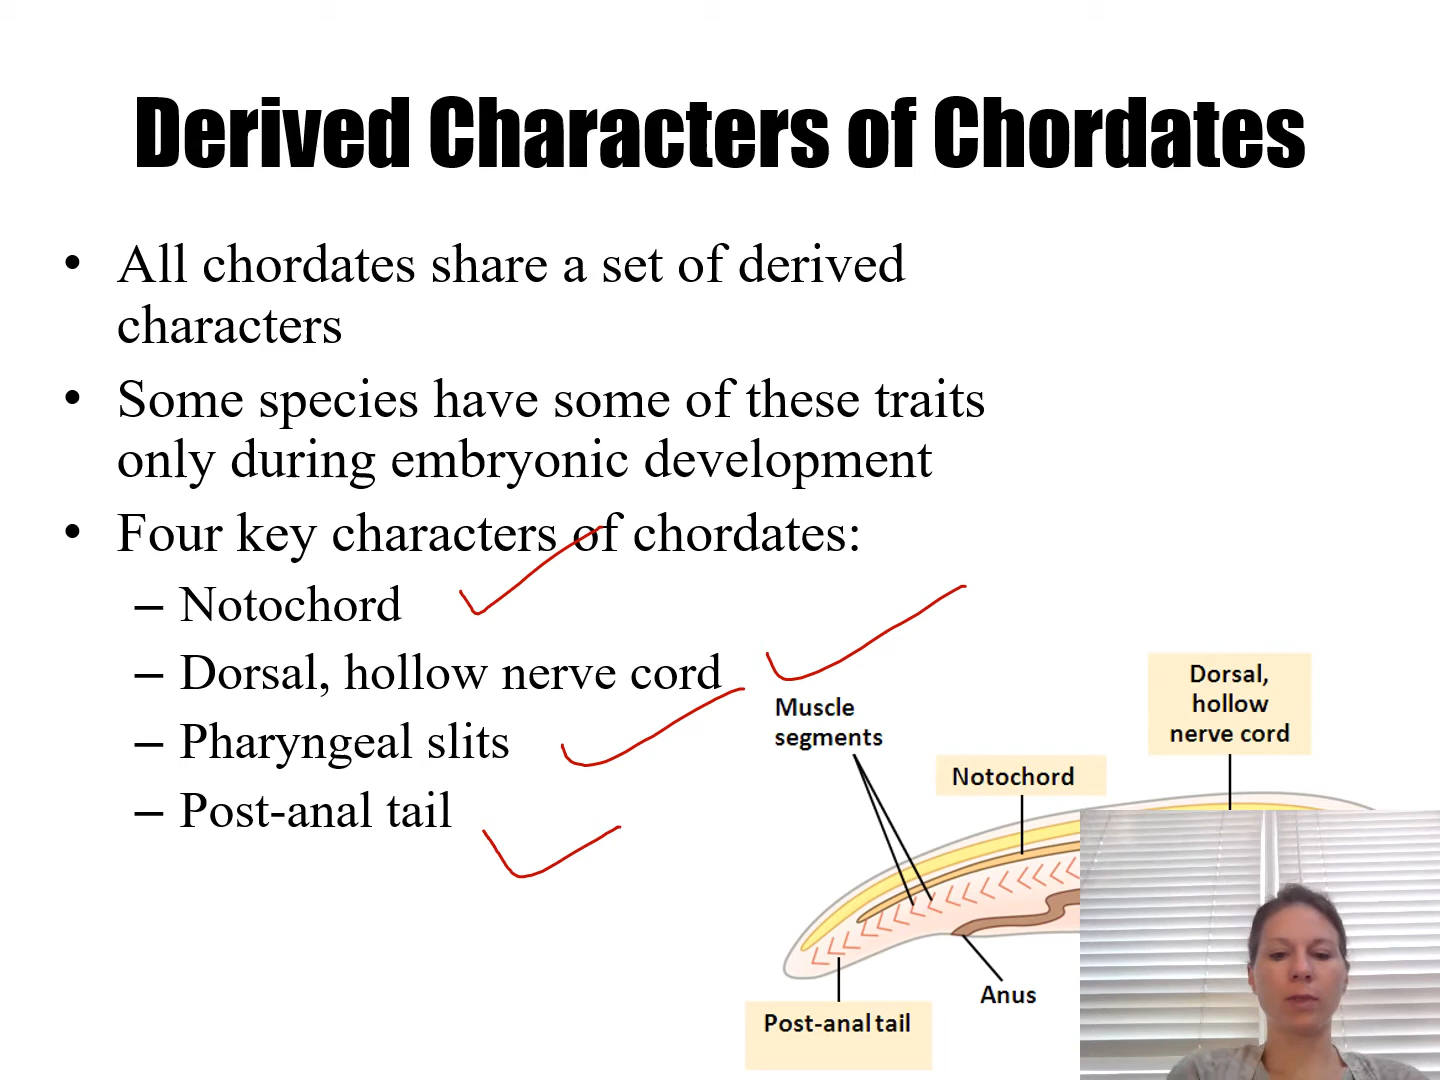 Derived Characters of Chordates
• All chordates share a set of derived
characters
• Some species have some of these traits
only during embryonic development
• Four key characters of chordates:
– Notochord
– Dorsal, hollow nerve cord
– Pharyngeal slits
– Post-anal tail
Muscle
segments
Notochord
Dorsal,
hollow
nerve cord
Anus
Post-anal tail